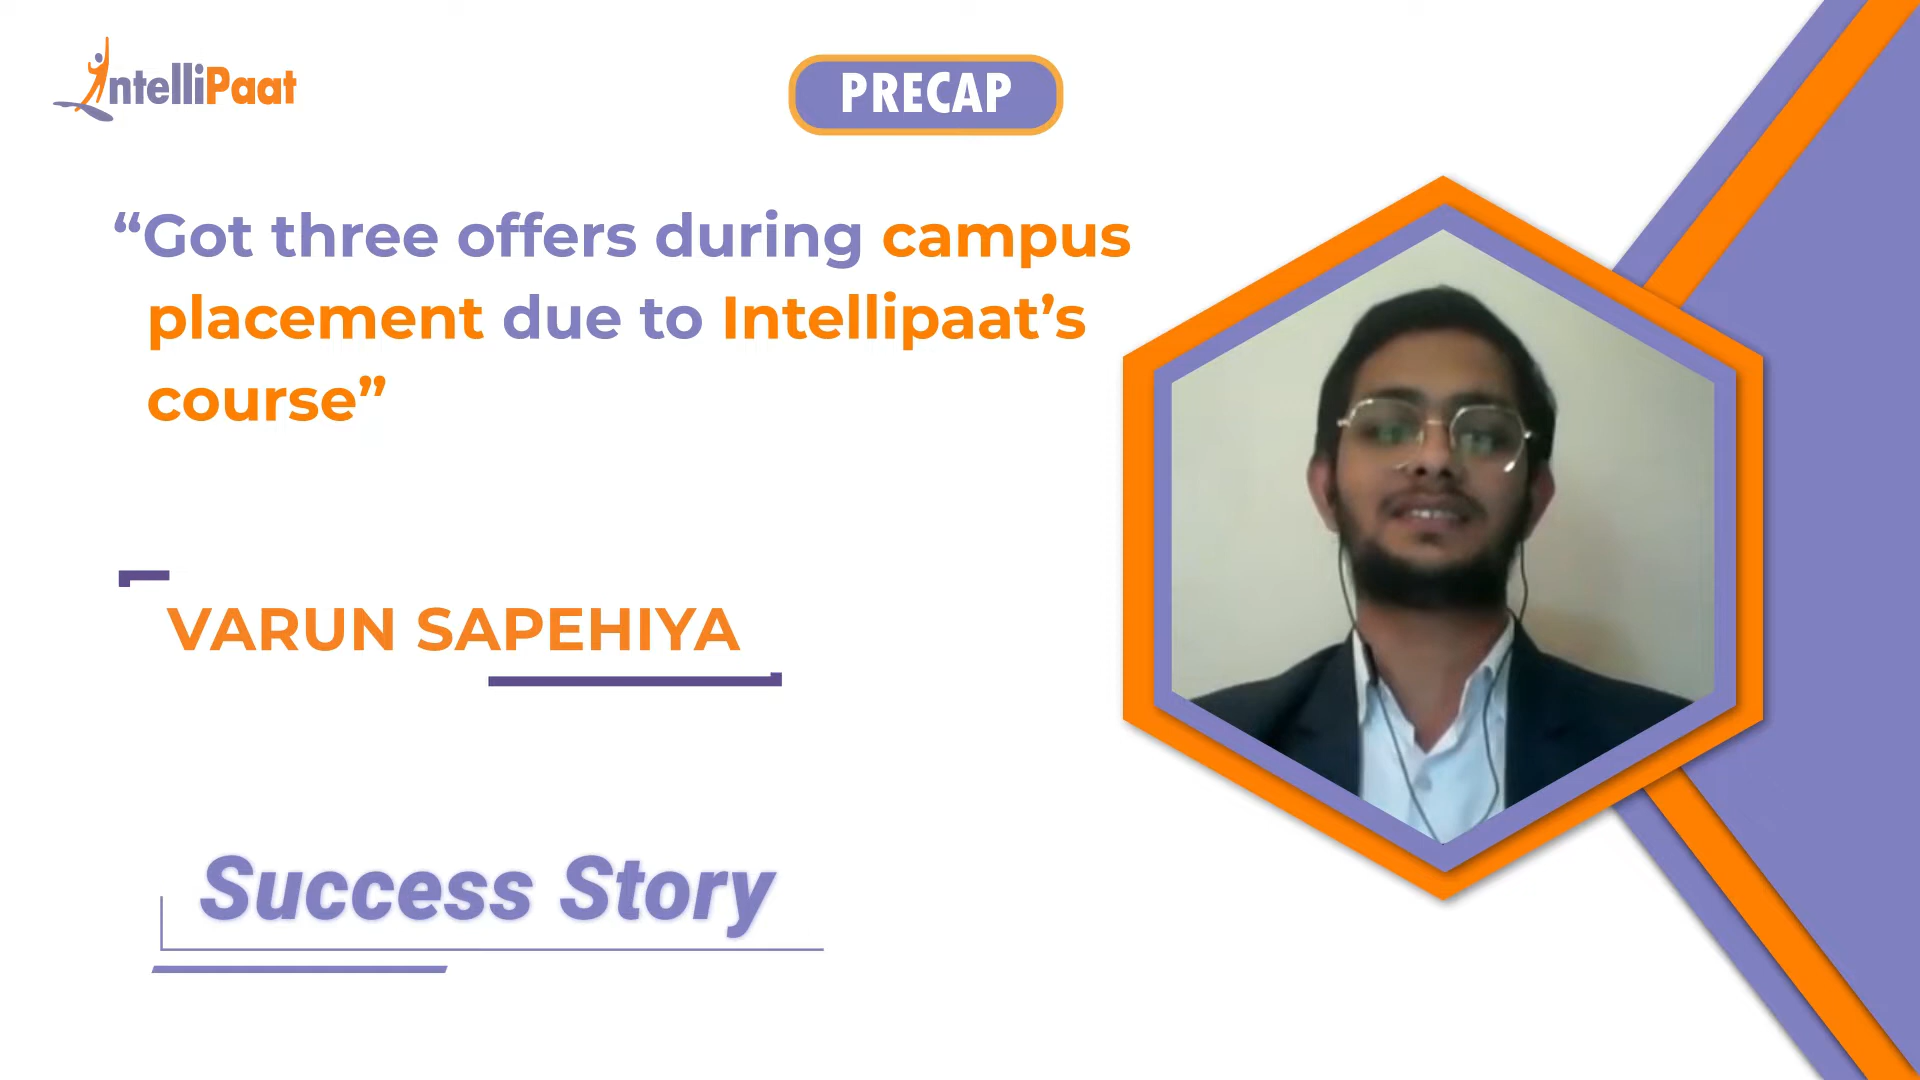 IntelliPaat
PRECAP
“Got three offers during campus
placement due to Intellipaat’s
course”
VARUN SAPEHIYA
Success Story